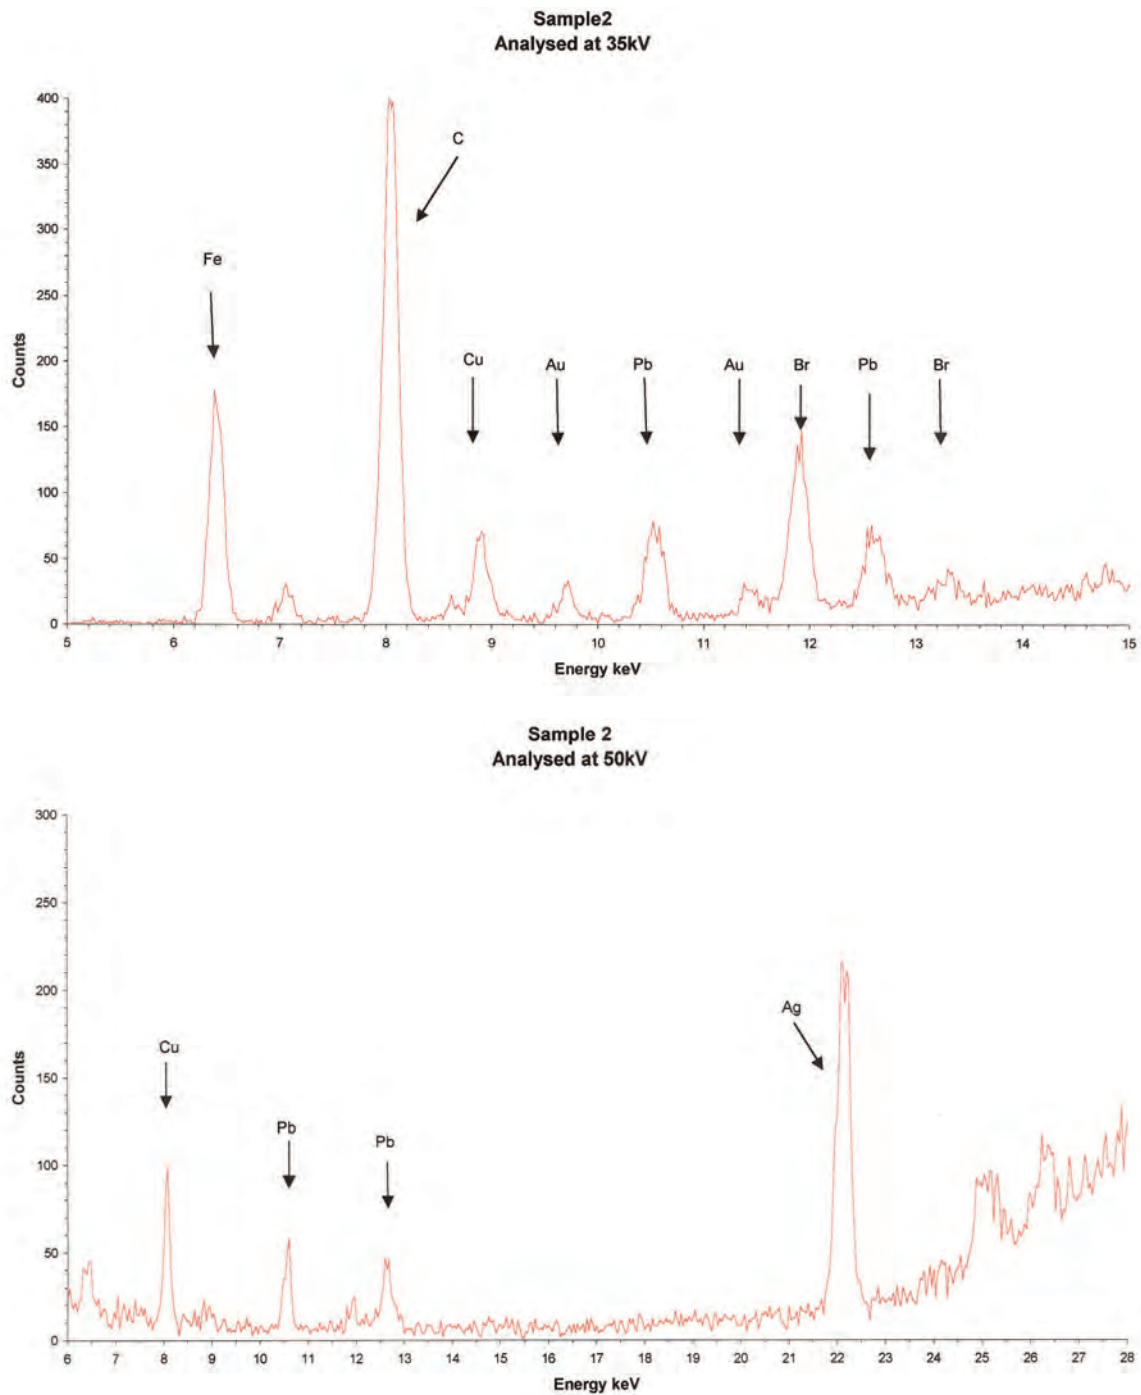 Sample2
Analysed at 35kV
400
350
300
250
200
150
100
50
0
Counts
Fe
C
Cu
Au
Pb
Au
Br
Pb
Br
5 6 7 8 9 10 11 12 13 14 15
Energy keV
Sample 2
Analysed at 50kV
300
250
200
150
100
50
0
Counts
Cu
Pb
Pb
Ag
6 7 8 9 10 11 12 13 14 15 16 17 18 19 20 21 22 23 24 25 26 27 28
Energy keV